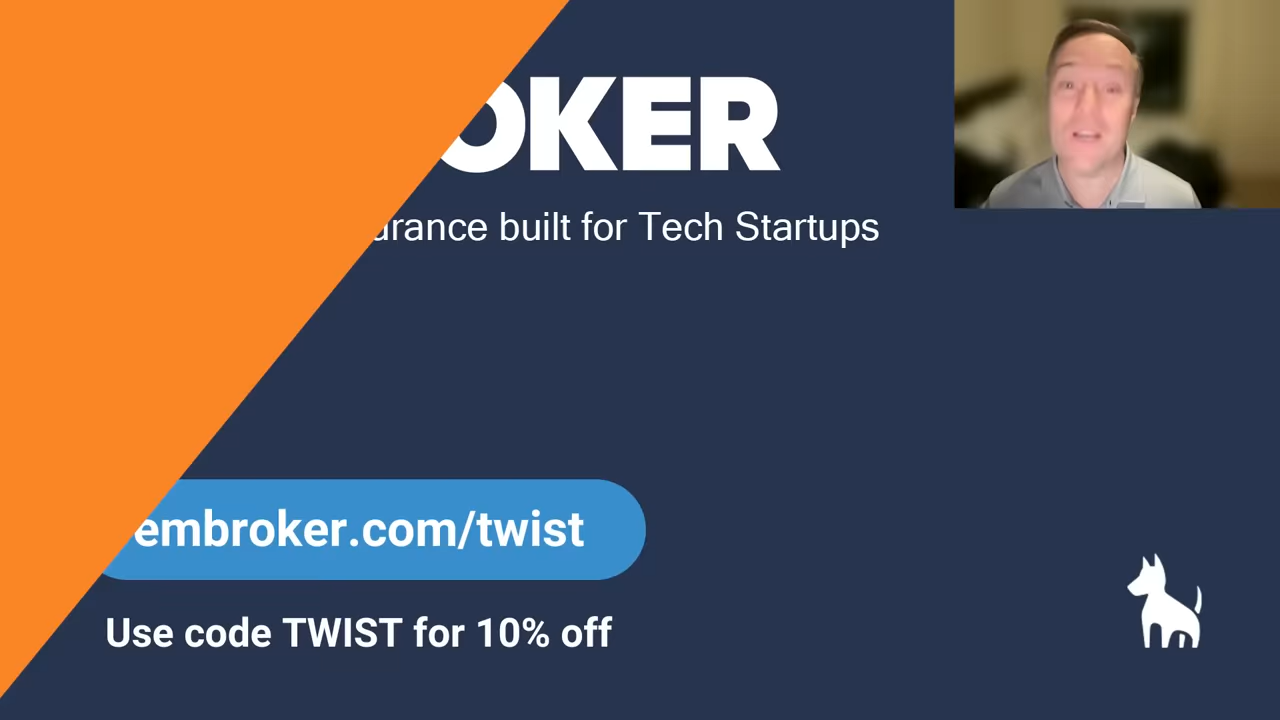 OKER
urance built for Tech Startups
embroker.com/twist
Use code TWIST for 10% off